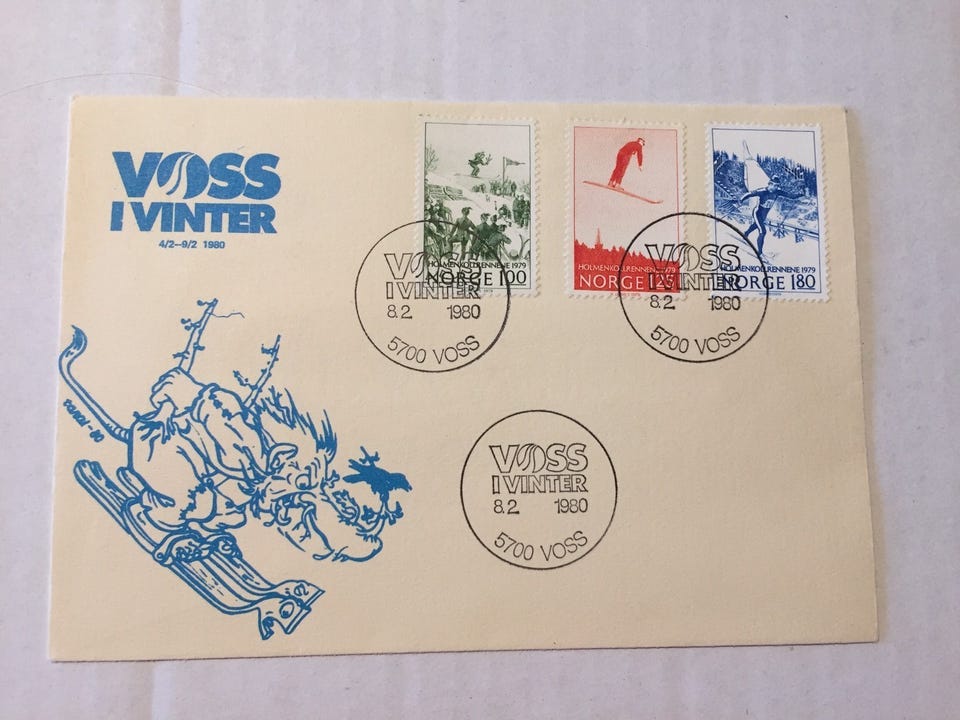 VOSS
I VINTER
4/2–9/2 1980
HOLMENKOLLRENNENE 1979
NORGE 100
HOLMENKOLLRENNENE 1979
NORGE 125
HOLMENKOLLRENNENE 1979
NORGE 180
VOSS
I VINTER
8.2 1980
5700 VOSS
VOSS
I VINTER
8.2 1980
5700 VOSS
VOSS
I VINTER
8.2 1980
5700 VOSS